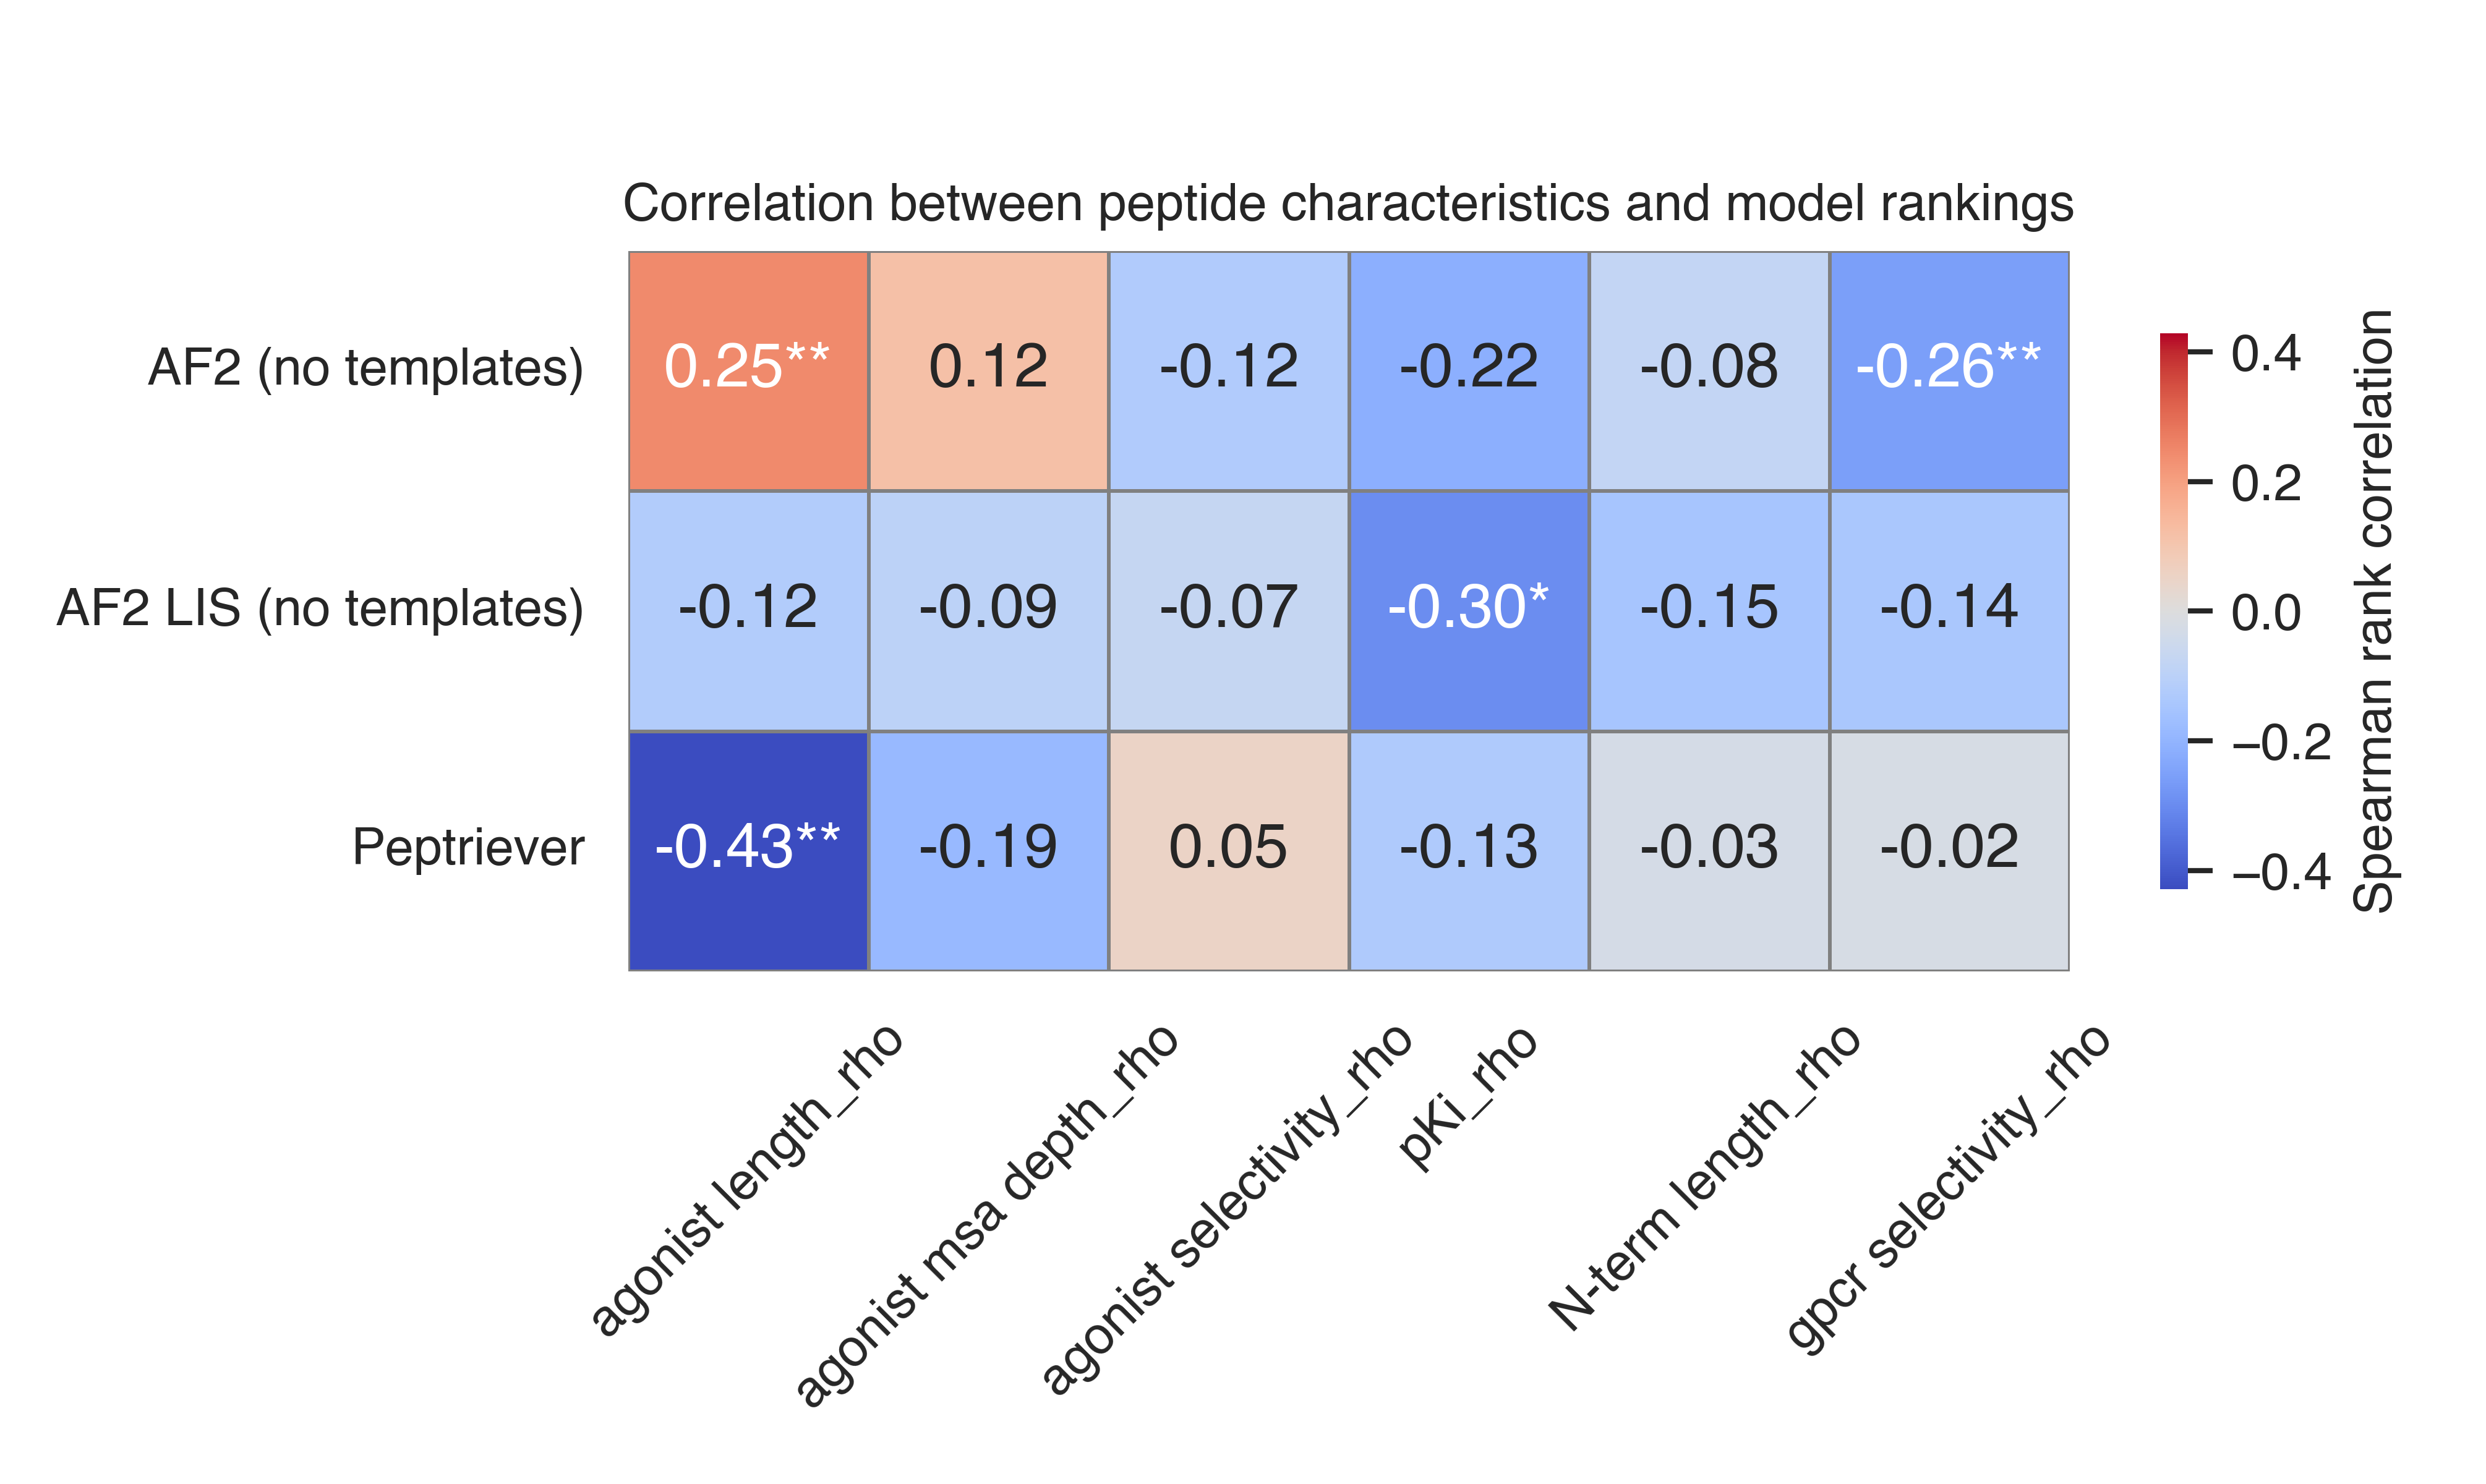 Correlation between peptide characteristics and model rankings
AF2 (no templates)
0.25** 0.12 -0.12 -0.22 -0.08 -0.26**
AF2 LIS (no templates)
-0.12 -0.09 -0.07 -0.30* -0.15 -0.14
Peptriever
-0.43** -0.19 0.05 -0.13 -0.03 -0.02
agonist length_rho
agonist msa depth_rho
agonist selectivity_rho
pKi_rho
N-term length_rho
gpcr selectivity_rho
0.4
0.2
0.0
−0.2
−0.4
Spearman rank correlation